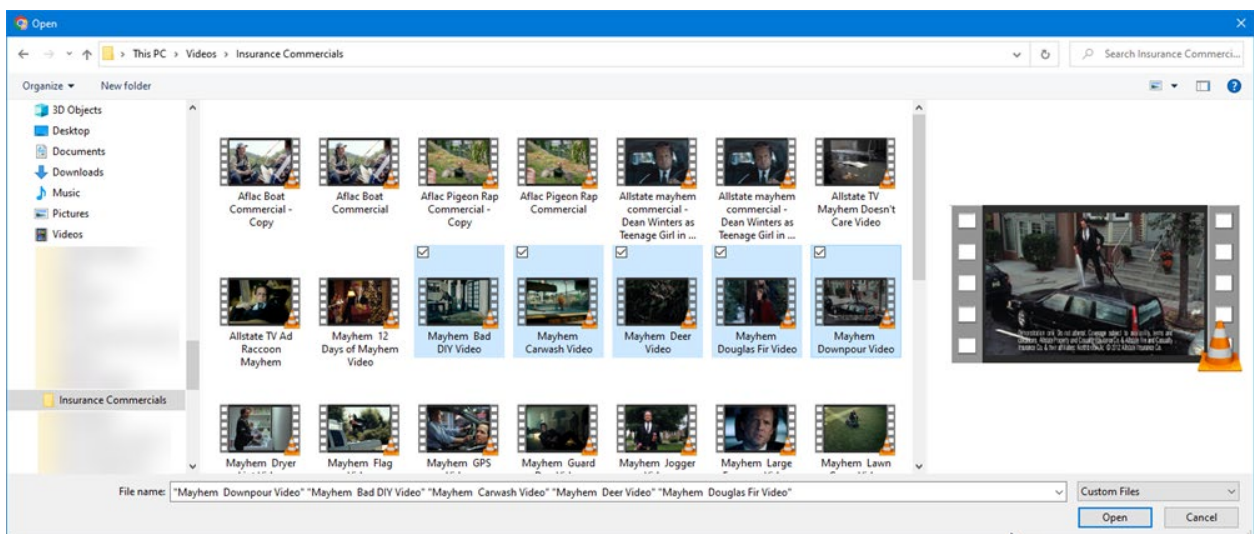 Open
This PC > Videos > Insurance Commercials
Search Insurance Commerci...
Organize
New folder
3D Objects
Desktop
Documents
Downloads
Music
Pictures
Videos
Insurance Commercials
Aflac Boat
Commercial -
Copy
Aflac Boat
Commercial
Aflac Pigeon Rap
Commercial -
Copy
Aflac Pigeon Rap
Commercial
Allstate mayhem
commercial -
Dean Winters as
Teenage Girl in ...
Allstate mayhem
commercial -
Dean Winters as
Teenage Girl in ...
Allstate TV
Mayhem Doesn't
Care Video
Allstate TV Ad
Raccoon
Mayhem
Mayhem 12
Days of Mayhem
Video
Mayhem Bad
DIY Video
Mayhem
Carwash Video
Mayhem Deer
Video
Mayhem
Douglas Fir Video
Mayhem
Downpour Video
Mayhem Dryer
Mayhem Flag
Mayhem GPS
Mayhem Guard
Mayhem Jogger
Mayhem Large
Mayhem Lawn
File name:
"Mayhem Downpour Video" "Mayhem Bad DIY Video" "Mayhem Carwash Video" "Mayhem Deer Video" "Mayhem Douglas Fir Video"
Custom Files
Open
Cancel